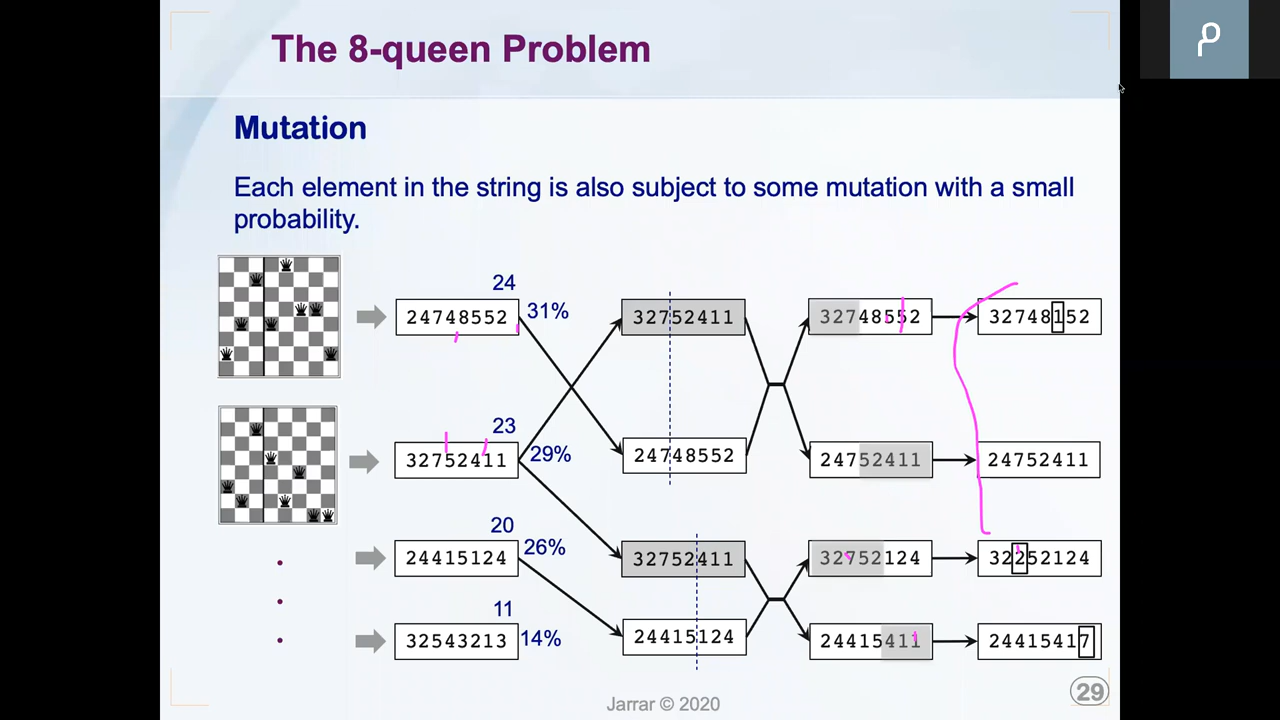 The 8-queen Problem
Mutation
Each element in the string is also subject to some mutation with a small
probability.
24
24748552 31% 32752411 32748552 32748152
23
32752411 29% 24748552 24752411 24752411
20
24415124 26% 32752411 32752124 32252124
11
32543213 14% 24415124 24415411 24415417
Jarrar © 2020
29
م